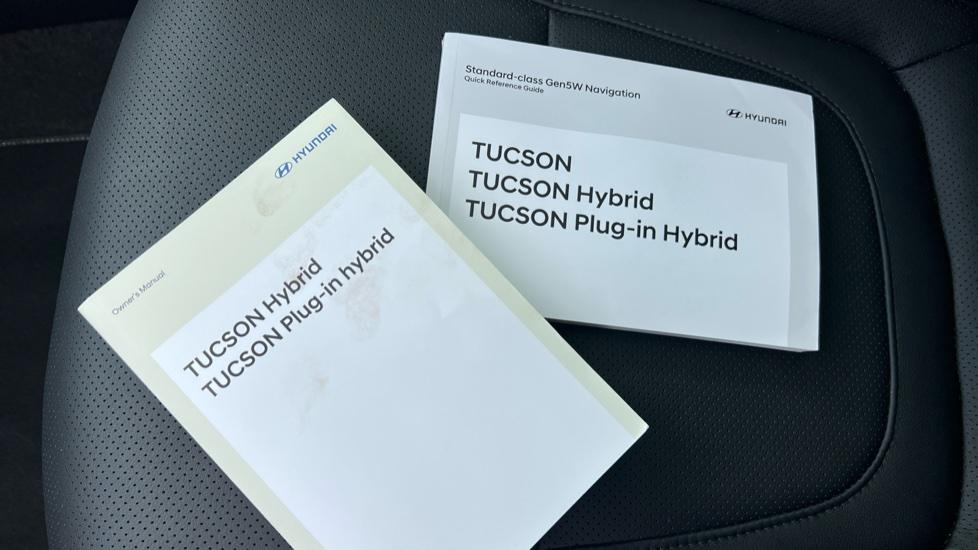 HYUNDAI
Owner's Manual
TUCSON Hybrid
TUCSON Plug-in hybrid
Standard-class Gen5W Navigation
Quick Reference Guide
HYUNDAI
TUCSON
TUCSON Hybrid
TUCSON Plug-in Hybrid